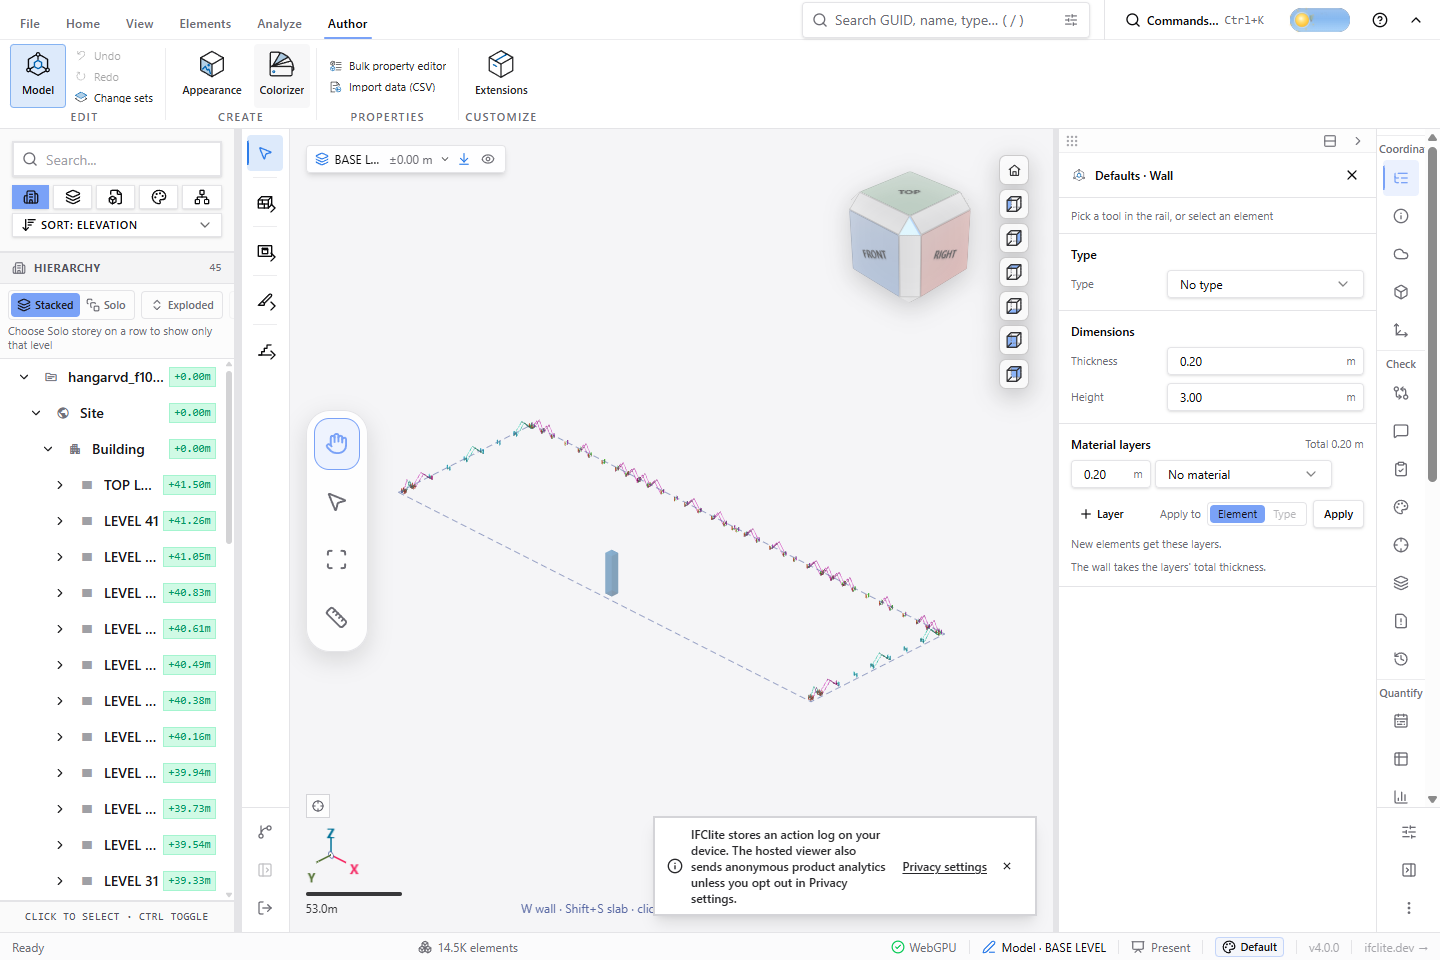 File
Home
View
Elements
Analyze
Author
Search GUID, name, type... ( / )
Commands...
Ctrl+K
Model
Undo
Redo
Change sets
EDIT
Appearance
Colorizer
CREATE
Bulk property editor
Import data (CSV)
PROPERTIES
Extensions
CUSTOMIZE
Search...
SORT: ELEVATION
HIERARCHY
45
Stacked
Solo
Exploded
Choose Solo storey on a row to show only
that level
hangarvd_f10...
+0.00m
Site
+0.00m
Building
+0.00m
TOP L...
+41.50m
LEVEL 41
+41.26m
LEVEL ...
+41.05m
LEVEL ...
+40.83m
LEVEL ...
+40.61m
LEVEL ...
+40.49m
LEVEL ...
+40.38m
LEVEL ...
+40.16m
LEVEL ...
+39.94m
LEVEL ...
+39.73m
LEVEL ...
+39.54m
LEVEL 31
+39.33m
CLICK TO SELECT · CTRL TOGGLE
BASE L...
±0.00 m
TOP
FRONT
RIGHT
Z
X
Y
53.0m
W wall · Shift+S slab · clic
IFClite stores an action log on your
device. The hosted viewer also
sends anonymous product analytics
unless you opt out in Privacy
settings.
Privacy settings
Defaults · Wall
Pick a tool in the rail, or select an element
Type
Type
No type
Dimensions
Thickness
0.20
m
Height
3.00
m
Material layers
Total 0.20 m
0.20
m
No material
Layer
Apply to
Element
Type
Apply
New elements get these layers.
The wall takes the layers' total thickness.
Coordina
Check
Quantify
Ready
14.5K elements
WebGPU
Model · BASE LEVEL
Present
Default
v4.0.0
ifclite.dev →